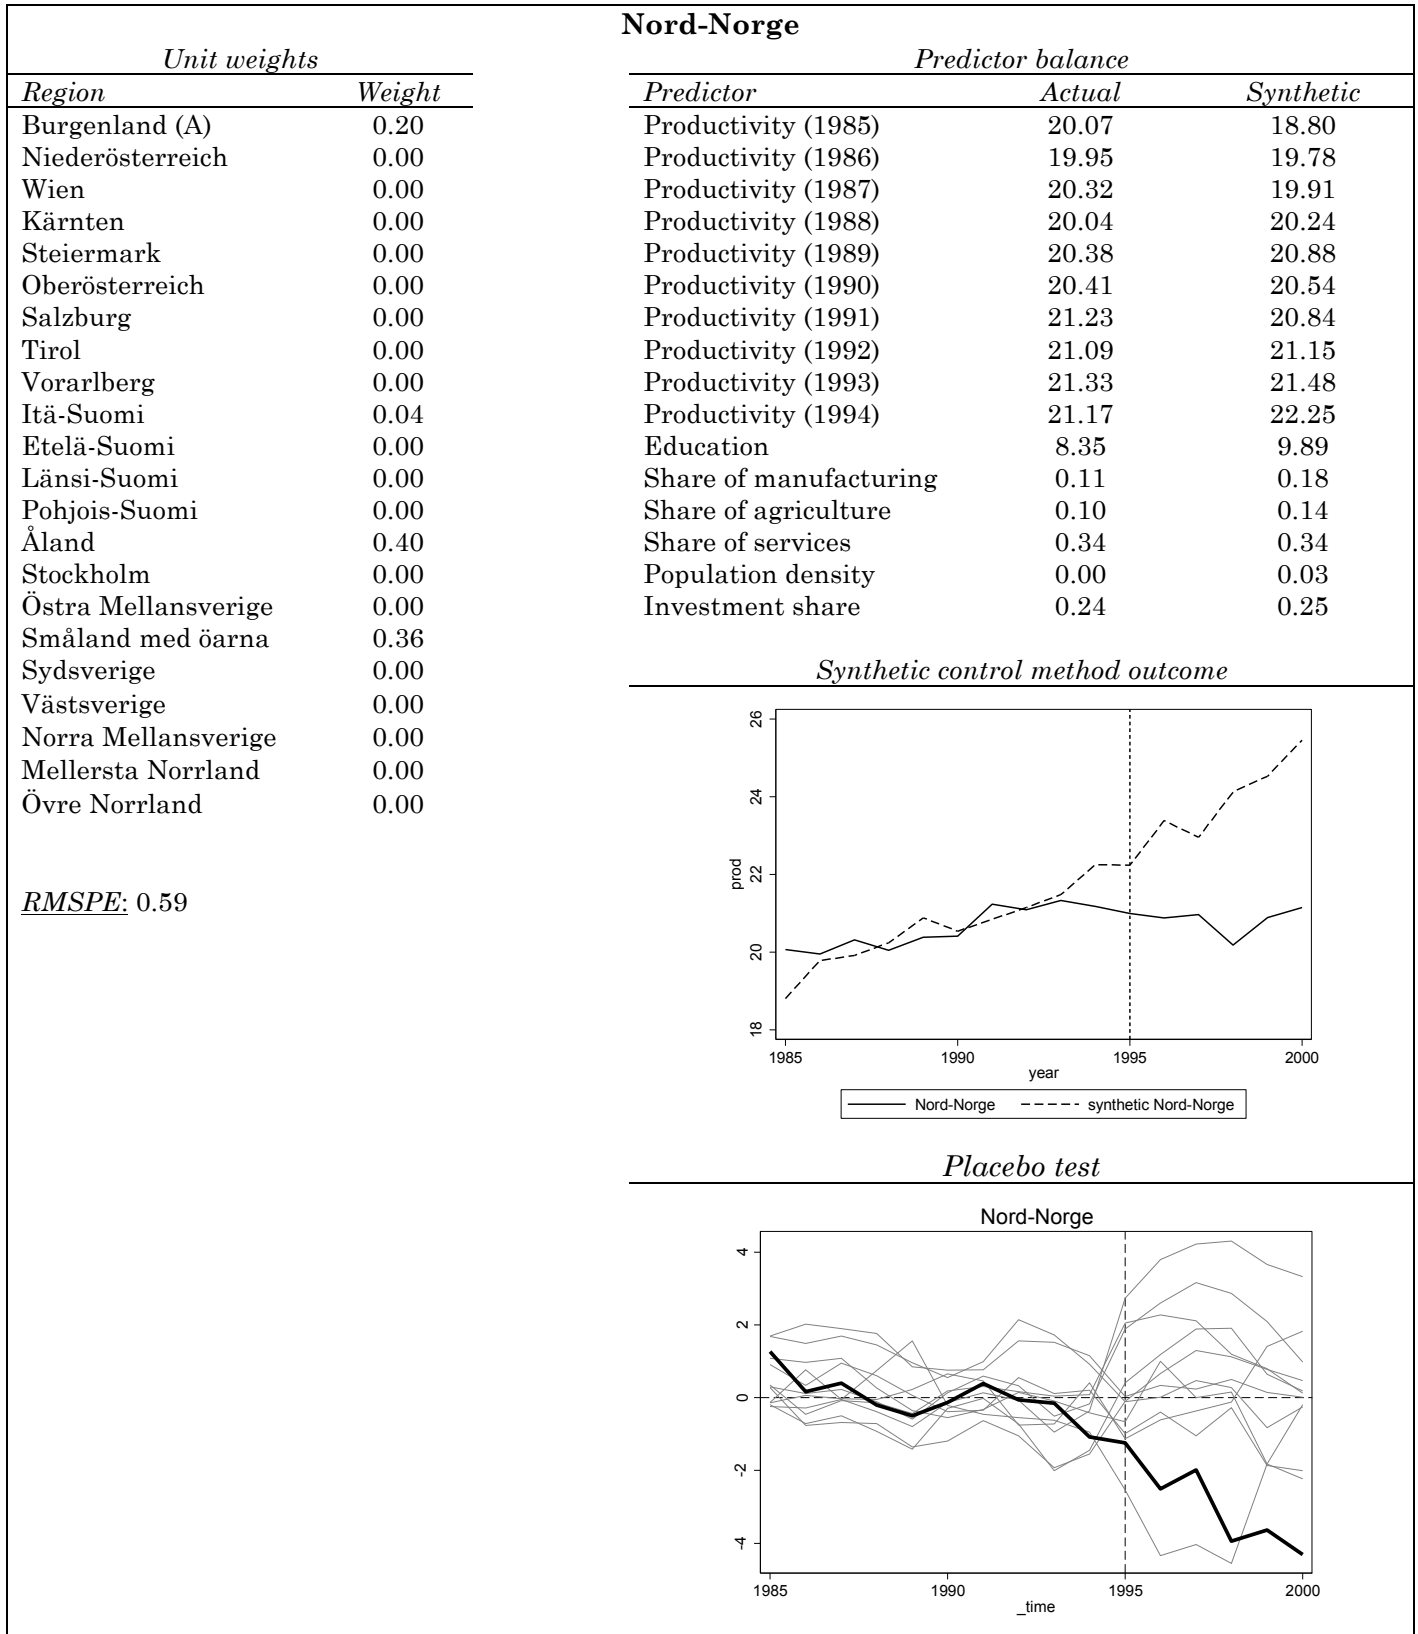 Nord-Norge
Unit weights
Region Weight
Burgenland (A) 0.20
Niederösterreich 0.00
Wien 0.00
Kärnten 0.00
Steiermark 0.00
Oberösterreich 0.00
Salzburg 0.00
Tirol 0.00
Vorarlberg 0.00
Itä-Suomi 0.04
Etelä-Suomi 0.00
Länsi-Suomi 0.00
Pohjois-Suomi 0.00
Åland 0.40
Stockholm 0.00
Östra Mellansverige 0.00
Småland med öarna 0.36
Sydsverige 0.00
Västsverige 0.00
Norra Mellansverige 0.00
Mellersta Norrland 0.00
Övre Norrland 0.00
RMSPE: 0.59
Predictor balance
Predictor Actual Synthetic
Productivity (1985) 20.07 18.80
Productivity (1986) 19.95 19.78
Productivity (1987) 20.32 19.91
Productivity (1988) 20.04 20.24
Productivity (1989) 20.38 20.88
Productivity (1990) 20.41 20.54
Productivity (1991) 21.23 20.84
Productivity (1992) 21.09 21.15
Productivity (1993) 21.33 21.48
Productivity (1994) 21.17 22.25
Education 8.35 9.89
Share of manufacturing 0.11 0.18
Share of agriculture 0.10 0.14
Share of services 0.34 0.34
Population density 0.00 0.03
Investment share 0.24 0.25
Synthetic control method outcome
26
24
22
20
18
prod
1985 1990 1995 2000
year
Nord-Norge synthetic Nord-Norge
Placebo test
Nord-Norge
4
2
0
-2
-4
1985 1990 1995 2000
_time